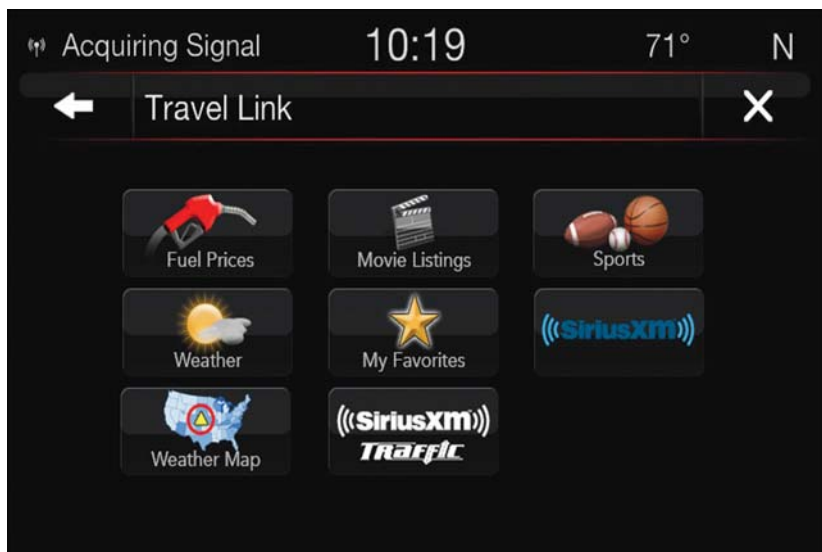 Acquiring Signal 10:19 71° N
Travel Link
Fuel Prices Movie Listings Sports
Weather My Favorites ((SiriusXM))
Weather Map ((SiriusXM))
Traffic